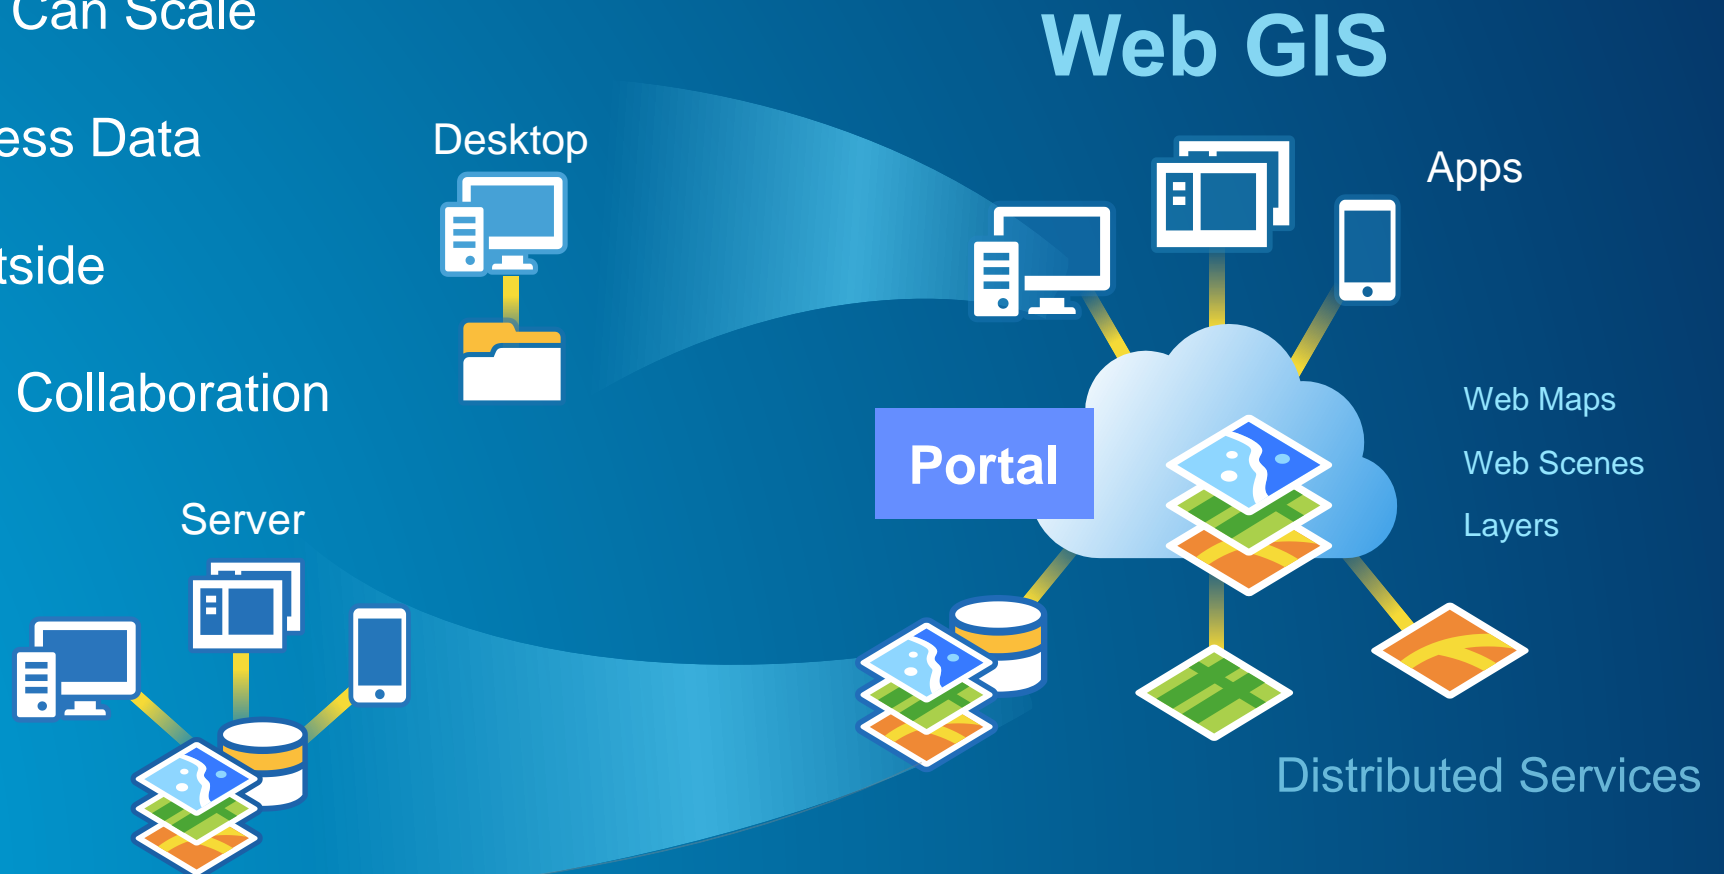 Can Scale
ess Data
tside
Collaboration
Desktop
Server
Web GIS
Apps
Portal
Web Maps
Web Scenes
Layers
Distributed Services